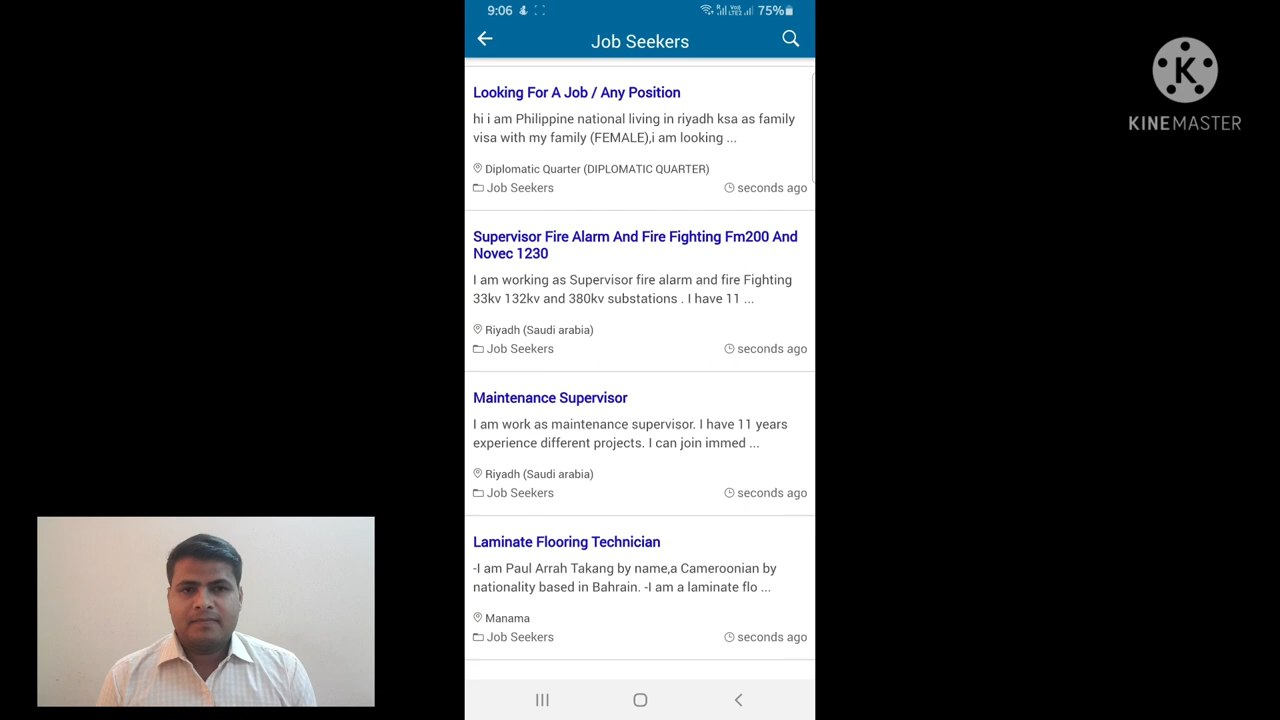 9:06
VoI) LTE2 75%
Job Seekers
K
KINEMASTER
Looking For A Job / Any Position
hi i am Philippine national living in riyadh ksa as family
visa with my family (FEMALE),i am looking ...
Diplomatic Quarter (DIPLOMATIC QUARTER)
Job Seekers seconds ago
Supervisor Fire Alarm And Fire Fighting Fm200 And
Novec 1230
I am working as Supervisor fire alarm and fire Fighting
33kv 132kv and 380kv substations . I have 11 ...
Riyadh (Saudi arabia)
Job Seekers seconds ago
Maintenance Supervisor
I am work as maintenance supervisor. I have 11 years
experience different projects. I can join immed ...
Riyadh (Saudi arabia)
Job Seekers seconds ago
Laminate Flooring Technician
-I am Paul Arrah Takang by name,a Cameroonian by
nationality based in Bahrain. -I am a laminate flo ...
Manama
Job Seekers seconds ago